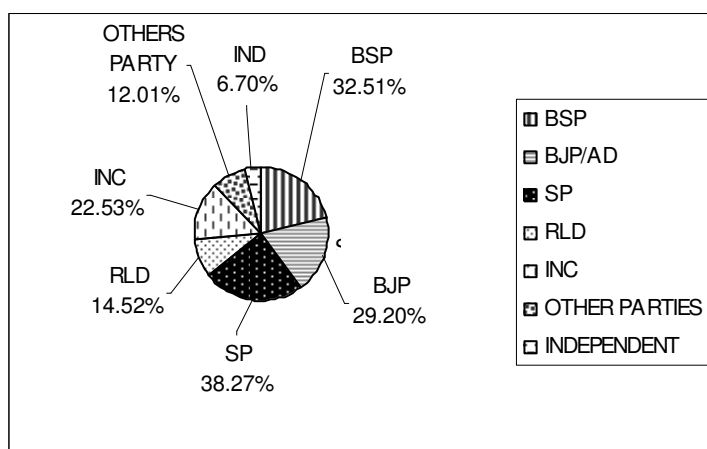 OTHERS
PARTY
12.01%
IND
6.70%
BSP
32.51%
INC
22.53%
RLD
14.52%
SP
38.27%
BJP
29.20%
BSP
BJP/AD
SP
RLD
INC
OTHER PARTIES
INDEPENDENT